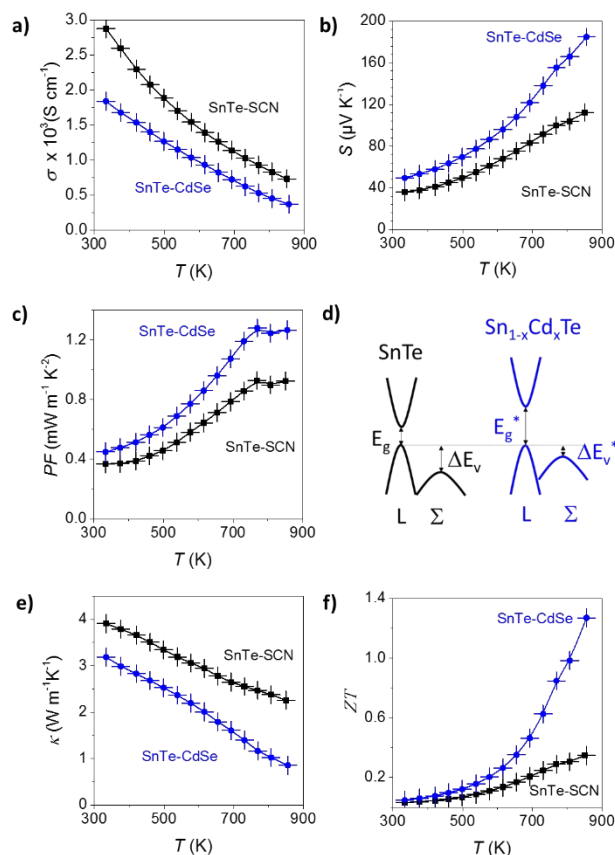 a)
σ x 10³(S cm⁻¹)
3.0
2.5
2.0
1.5
1.0
0.5
0.0
SnTe-SCN
SnTe-CdSe
300 500 700 900
T (K)
b)
S (μV K⁻¹)
200
160
120
80
40
0
SnTe-CdSe
SnTe-SCN
300 500 700 900
T (K)
c)
PF (mW m⁻¹ K⁻²)
1.2
0.8
0.4
0.0
SnTe-CdSe
SnTe-SCN
300 500 700 900
T (K)
d)
SnTe
Sn₁₋ₓCdₓTe
E_g
ΔE_v
L Σ
E_g*
ΔE_v*
L Σ
e)
κ (W m⁻¹K⁻¹)
4
3
2
1
0
SnTe-SCN
SnTe-CdSe
300 500 700 900
T (K)
f)
ZT
1.4
1.0
0.6
0.2
SnTe-CdSe
SnTe-SCN
300 500 700 900
T (K)